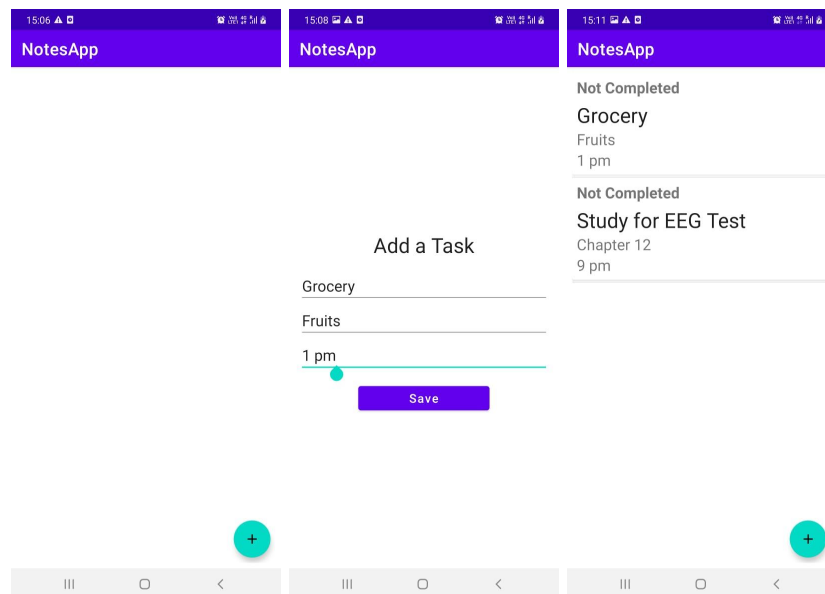 15:06
NotesApp
+
15:08
NotesApp
Add a Task
Grocery
Fruits
1 pm
Save
15:11
NotesApp
Not Completed
Grocery
Fruits
1 pm
Not Completed
Study for EEG Test
Chapter 12
9 pm
+